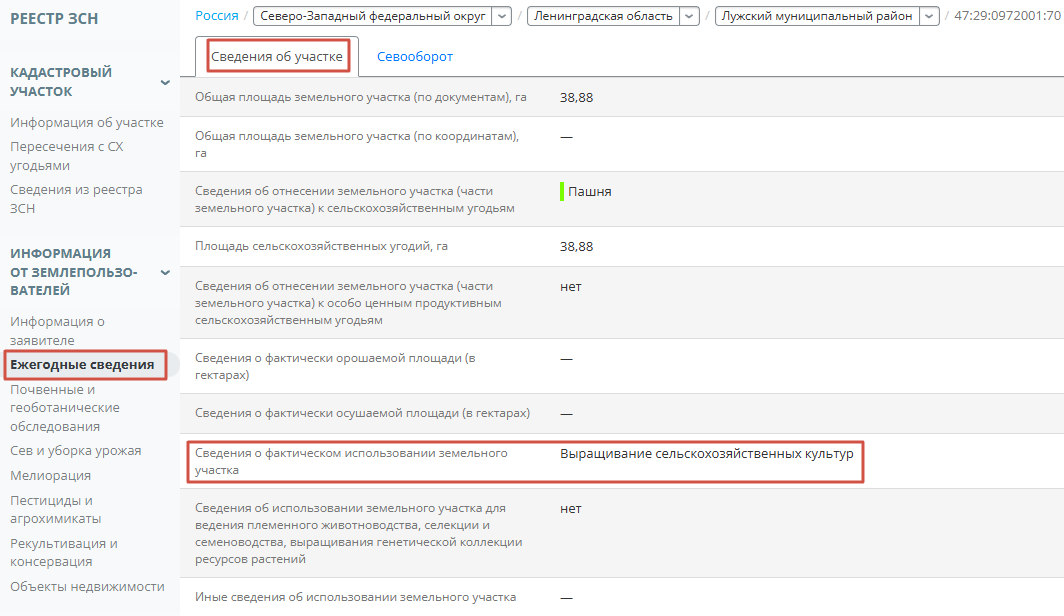 РЕЕСТР ЗСН
КАДАСТРОВЫЙ
УЧАСТОК
Информация об участке
Пересечения с СХ
угодьями
Сведения из реестра
ЗСН
ИНФОРМАЦИЯ
ОТ ЗЕМЛЕПОЛЬЗО-
ВАТЕЛЕЙ
Информация о
заявителе
Ежегодные сведения
Почвенные и
геоботанические
обследования
Сев и уборка урожая
Мелиорация
Пестициды и
агрохимикаты
Рекультивация и
консервация
Объекты недвижимости
Россия / Северо-Западный федеральный округ / Ленинградская область / Лужский муниципальный район / 47:29:0972001:70
Сведения об участке Севооборот
Общая площадь земельного участка (по документам), га 38,88
Общая площадь земельного участка (по координатам), —
га
Сведения об отнесении земельного участка (части Пашня
земельного участка) к сельскохозяйственным угодьям
Площадь сельскохозяйственных угодий, га 38,88
Сведения об отнесении земельного участка (части нет
земельного участка) к особо ценным продуктивным
сельскохозяйственным угодьям
Сведения о фактически орошаемой площади (в —
гектарах)
Сведения о фактически осушаемой площади (в гектарах) —
Сведения о фактическом использовании земельного Выращивание сельскохозяйственных культур
участка
Сведения об использовании земельного участка для нет
ведения племенного животноводства, селекции и
семеноводства, выращивания генетической коллекции
ресурсов растений
Иные сведения об использовании земельного участка —